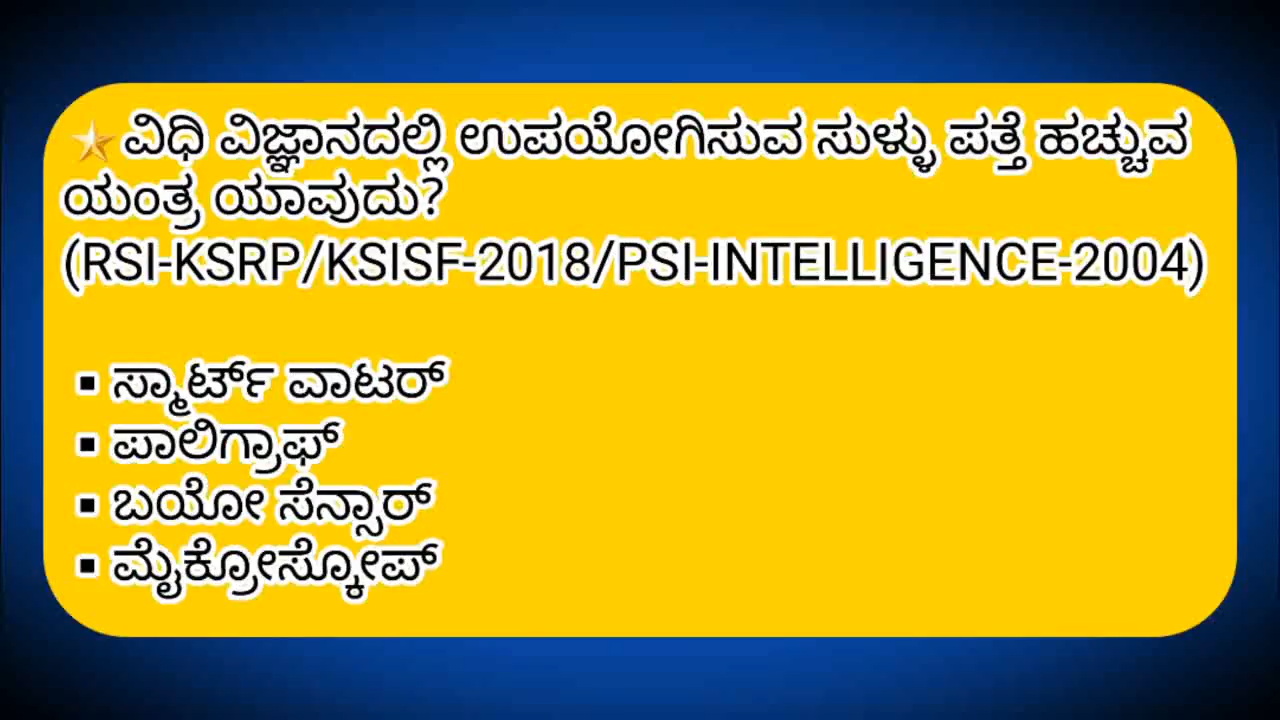 ವಿಧಿ ವಿಜ್ಞಾನದಲ್ಲಿ ಉಪಯೋಗಿಸುವ ಸುಳ್ಳು ಪತ್ತೆ ಹಚ್ಚುವ
ಯಂತ್ರ ಯಾವುದು?
(RSI-KSRP/KSISF-2018/PSI-INTELLIGENCE-2004)
▪ ಸ್ಮಾರ್ಟ್ ವಾಟರ್
▪ ಪಾಲಿಗ್ರಾಫ್
▪ ಬಯೋ ಸೆನ್ಸಾರ್
▪ ಮೈಕ್ರೋಸ್ಕೋಪ್